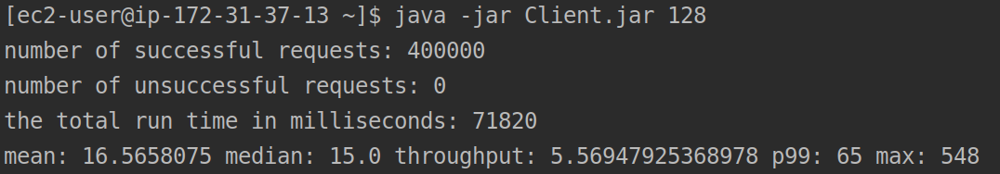 [ec2-user@ip-172-31-37-13 ~]$ java -jar Client.jar 128
number of successful requests: 400000
number of unsuccessful requests: 0
the total run time in milliseconds: 71820
mean: 16.5658075 median: 15.0 throughput: 5.56947925368978 p99: 65 max: 548